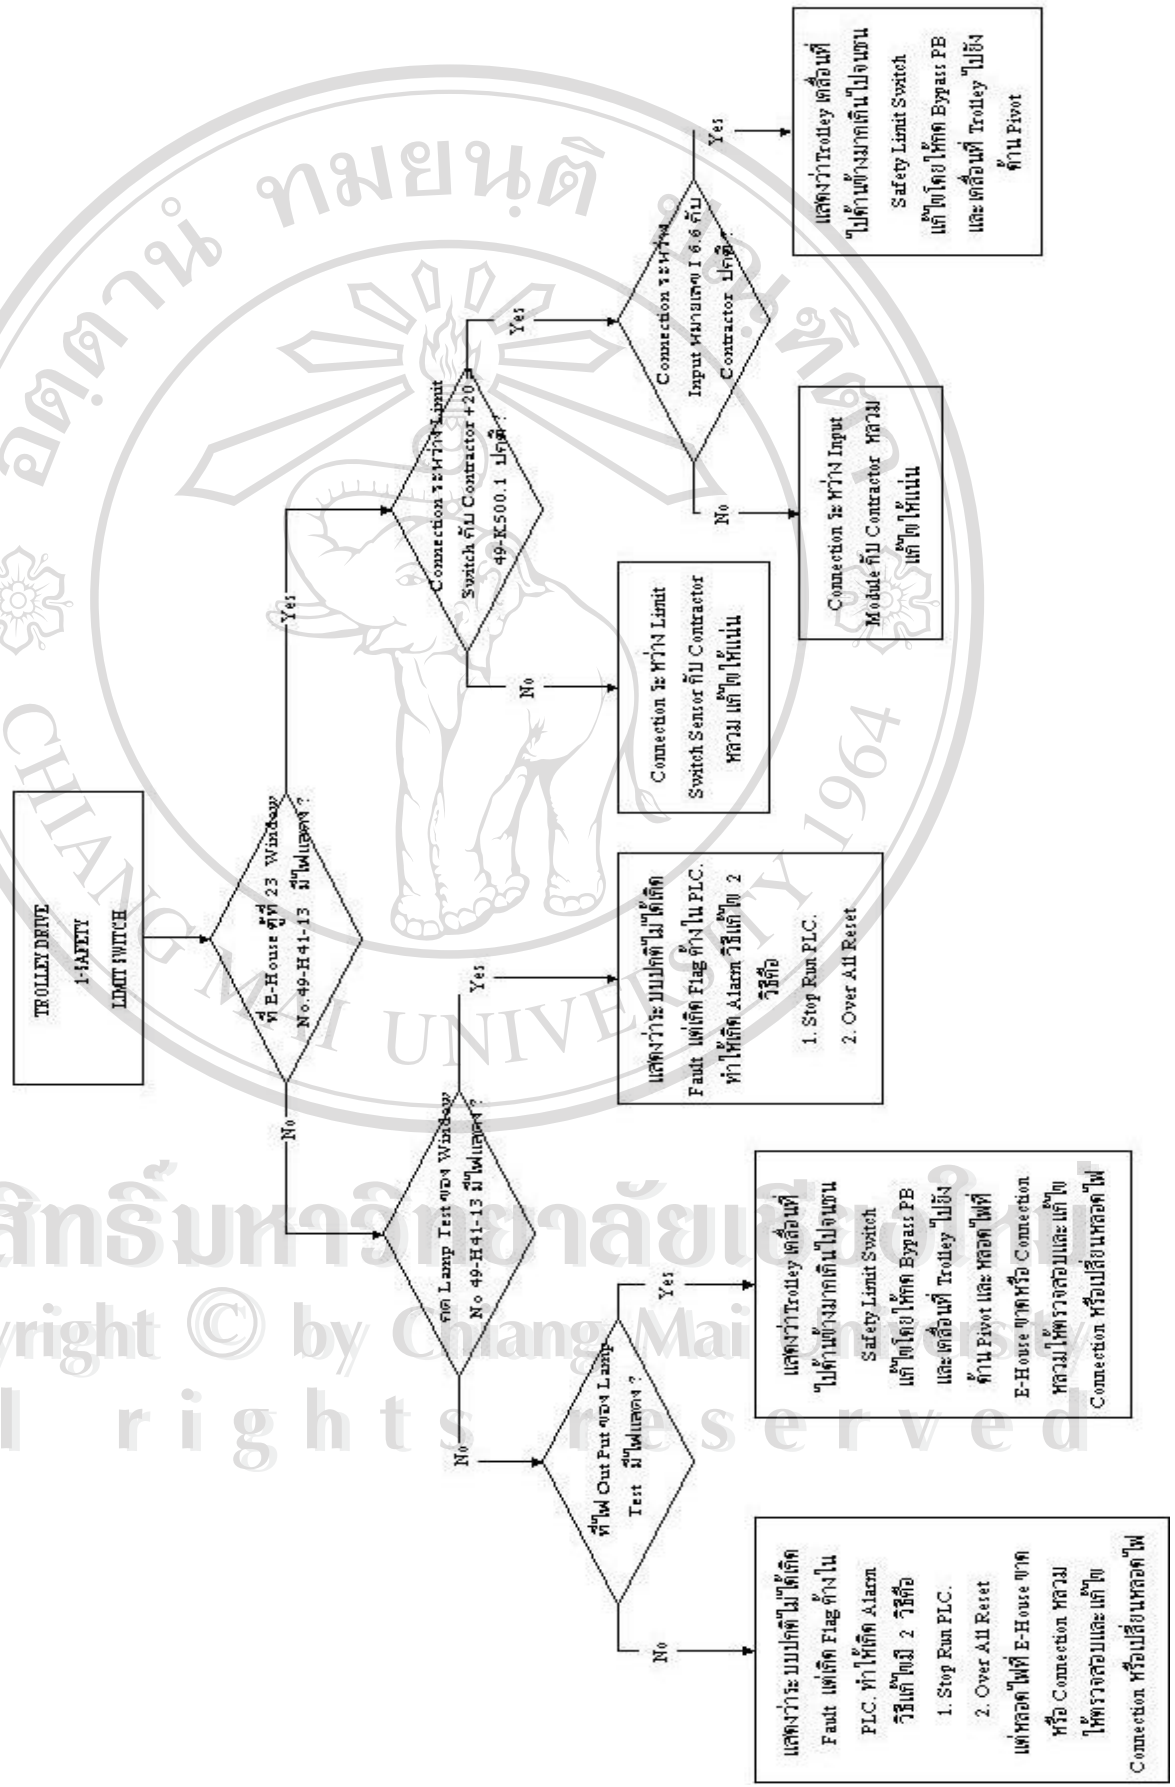 TROLLEY DRIVE
1-SAFETY
LIMIT SWITCH
ที่ E-House ตู้ที่ 23 Window
No.49-H41-13 มีไฟแสดง ?
No
Yes
กด Lamp Test ของ Window
No 49-H41-13 มีไฟแสดง ?
No
Yes
Connection ระหว่าง Limit
Switch กับ Contractor +20
49-K500.1 ปกติ ?
No
Yes
ที่ไฟ Out Put ของ Lamp
Test มีไฟแสดง ?
No
Yes
Connection ระหว่าง
Input หมายเลข I 6.6 กับ
Contractor ปกติ ?
No
Yes
แสดงว่าระบบปกติไม่ได้เกิด
Fault แต่เกิด Flag ค้างใน
PLC. ทำให้เกิด Alarm
วิธีแก้ไขมี 2 วิธีคือ
1. Stop Run PLC.
2. Over All Reset
แต่หลอดไฟที่ E-House ขาด
หรือ Connection หลวม
ให้ตรวจสอบและแก้ไข
Connection หรือเปลี่ยนหลอดไฟ
แสดงว่า Trolley เคลื่อนที่
ไปด้านข้างมากเกินไปจนชน
Safety Limit Switch
แก้ไขโดยให้กด Bypass PB
และเคลื่อนที่ Trolley ไปยัง
ด้าน Pivot และ หลอดไฟที่
E-House ขาดหรือ Connection
หลวมให้ตรวจสอบและแก้ไข
Connection หรือเปลี่ยนหลอดไฟ
แสดงว่าระบบปกติไม่ได้เกิด
Fault แต่เกิด Flag ค้างใน PLC.
ทำให้เกิด Alarm วิธีแก้ไข 2
วิธีคือ
1. Stop Run PLC.
2. Over All Reset
Connection ระหว่าง Limit
Switch Sensor กับ Contractor
หลวม แก้ไขให้แน่น
Connection ระหว่าง Input
Module กับ Contractor หลวม
แก้ไขให้แน่น
แสดงว่า Trolley เคลื่อนที่
ไปด้านข้างมากเกินไปจนชน
Safety Limit Switch
แก้ไขโดยให้กด Bypass PB
และเคลื่อนที่ Trolley ไปยัง
ด้าน Pivot
อตฺตานํ ทมยนฺติ ปณฺฑิตา
CHIANG MAI UNIVERSITY 1964
สิทธิ์มหาวิทยาลัยเชียงให
yright © by Chiang Mai University
l rights reserved